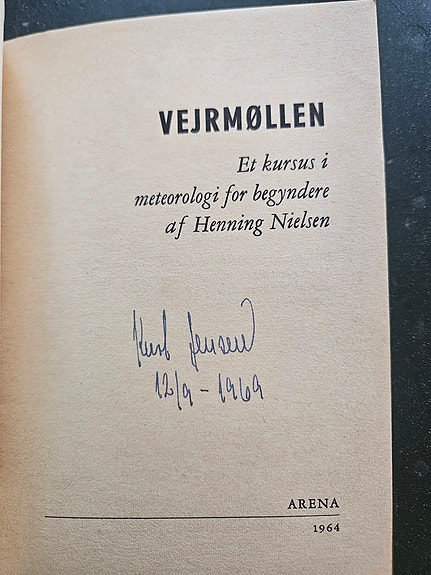 VEJRMØLLEN
Et kursus i
meteorologi for begyndere
af Henning Nielsen
Jensen
12/9-1969
ARENA
1964